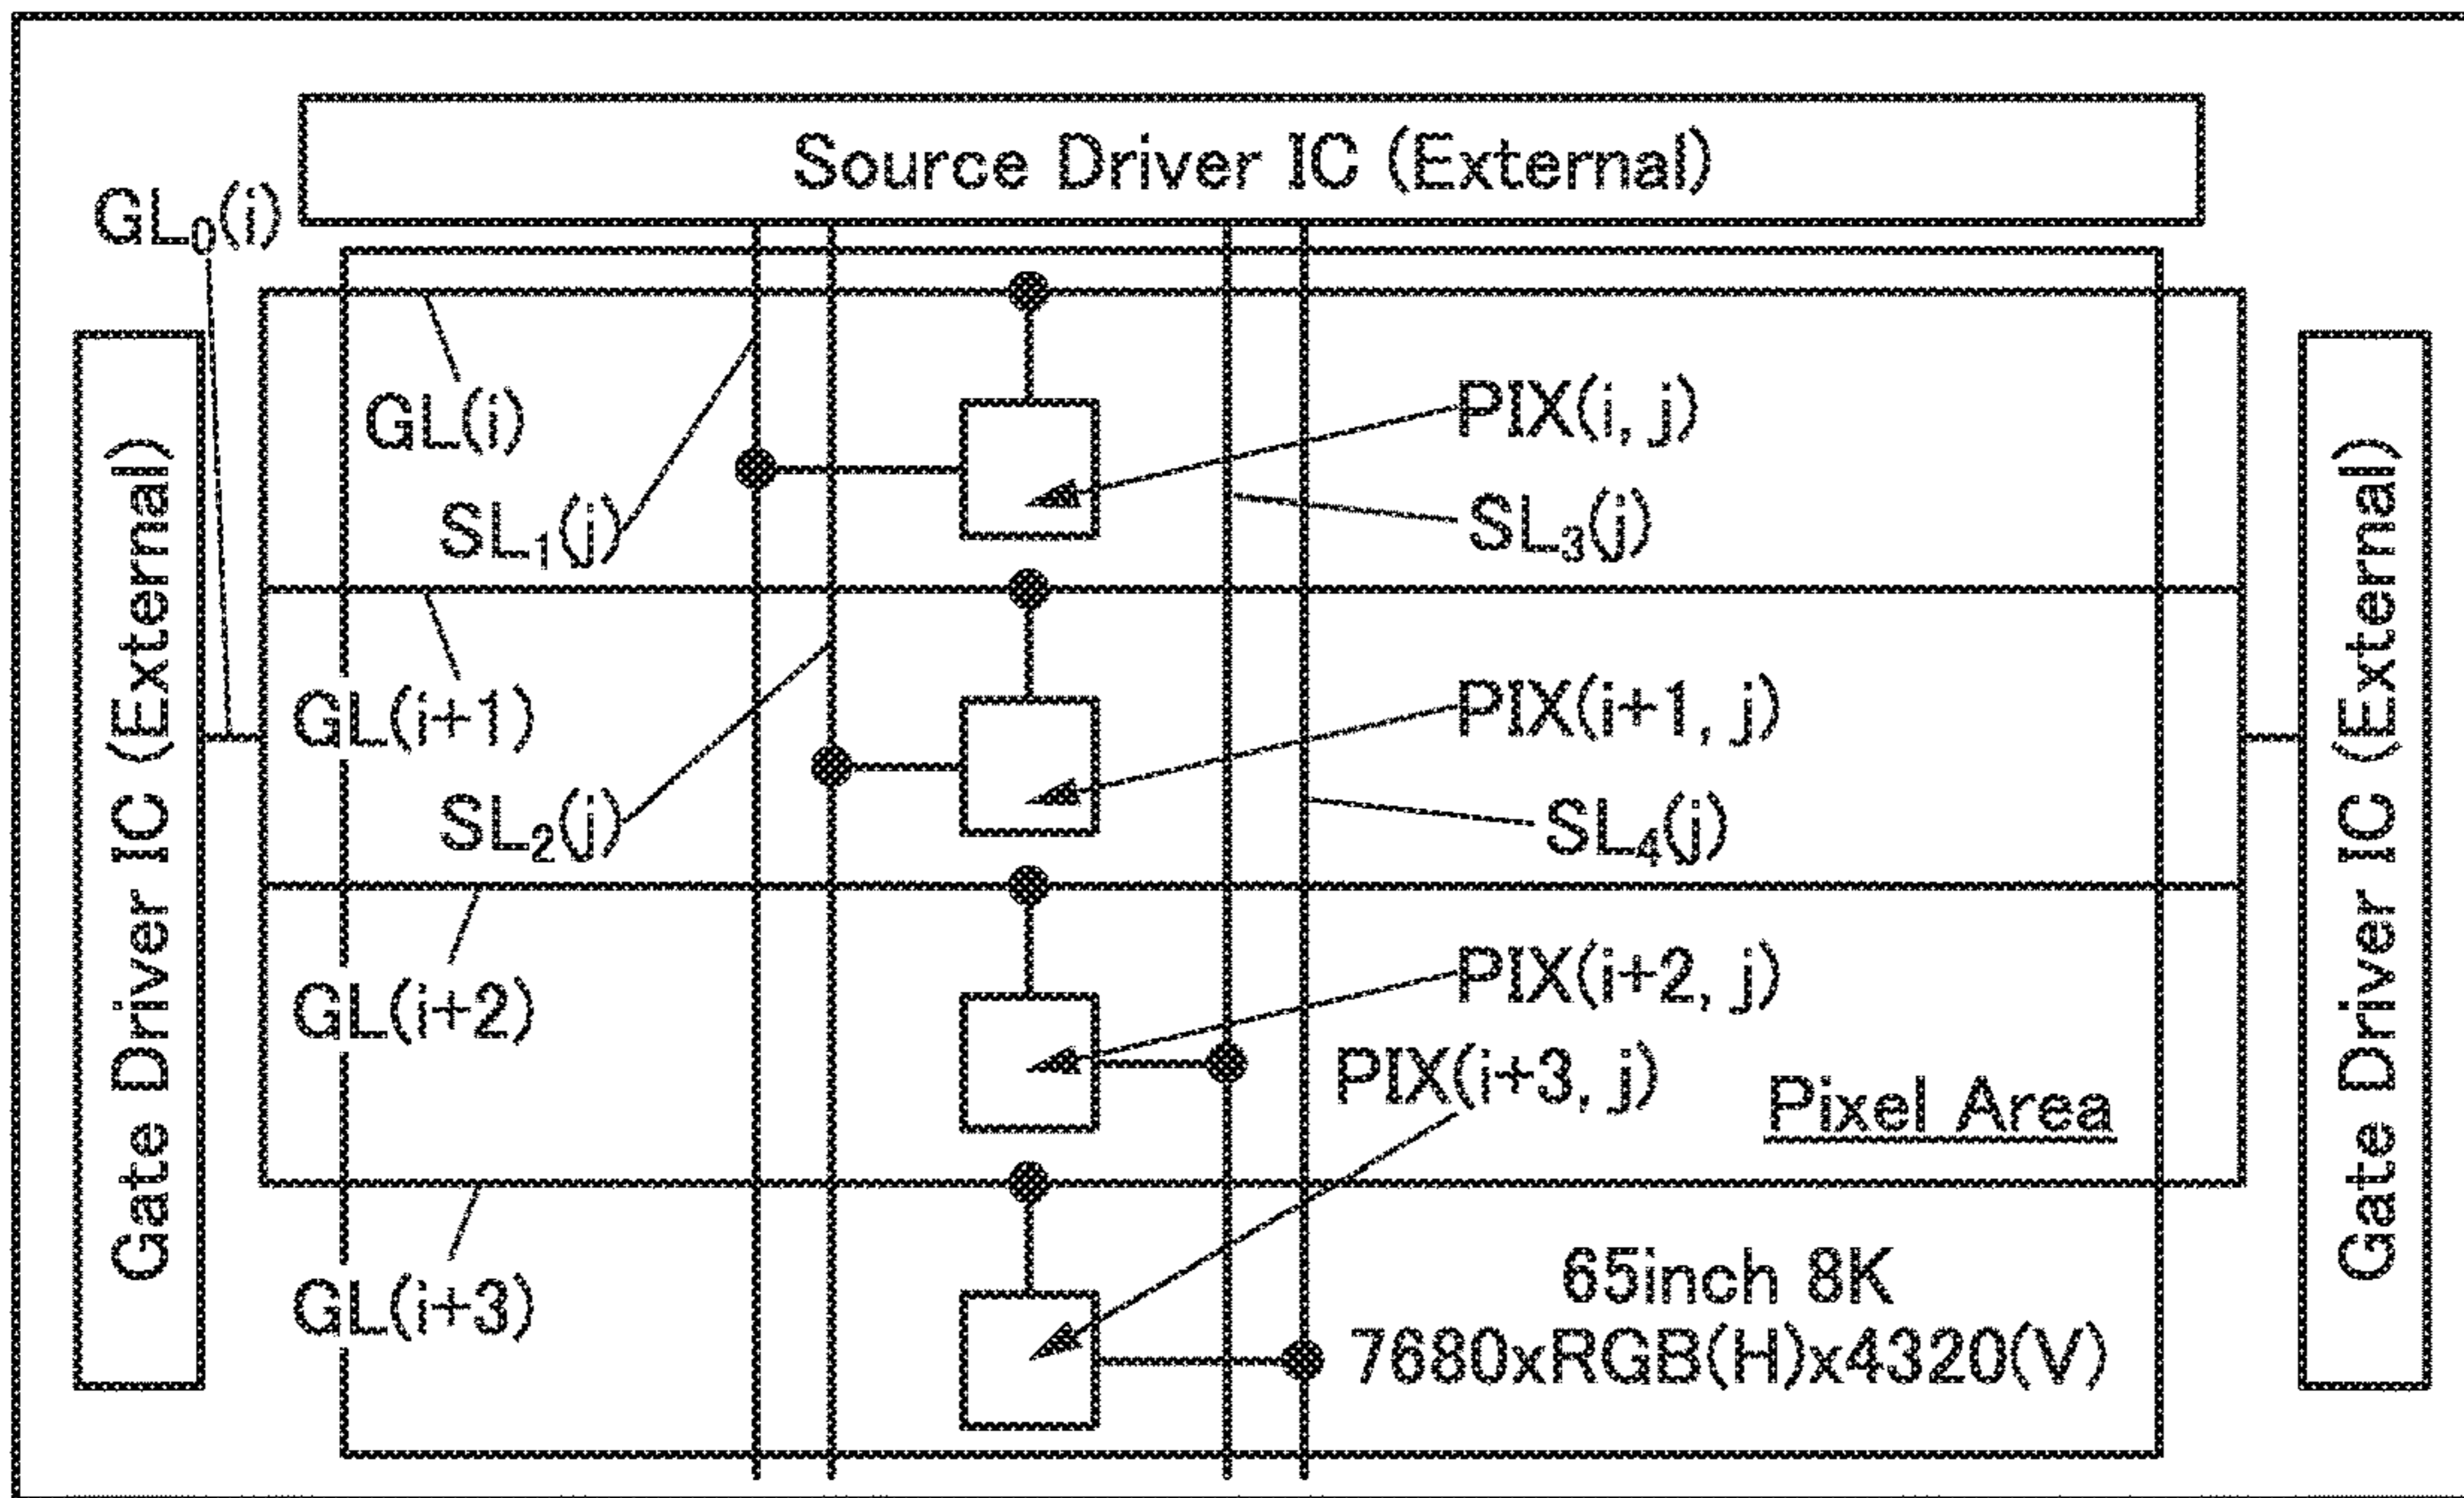 Source Driver IC (External)
GL₀(i)
Gate Driver IC (External)
GL(i)
PIX(i, j)
SL₁(j)
SL₃(j)
GL(i+1)
PIX(i+1, j)
SL₂(j)
SL₄(j)
GL(i+2)
PIX(i+2, j)
PIX(i+3, j)
Pixel Area
GL(i+3)
65inch 8K
7680xRGB(H)x4320(V)
Gate Driver IC (External)